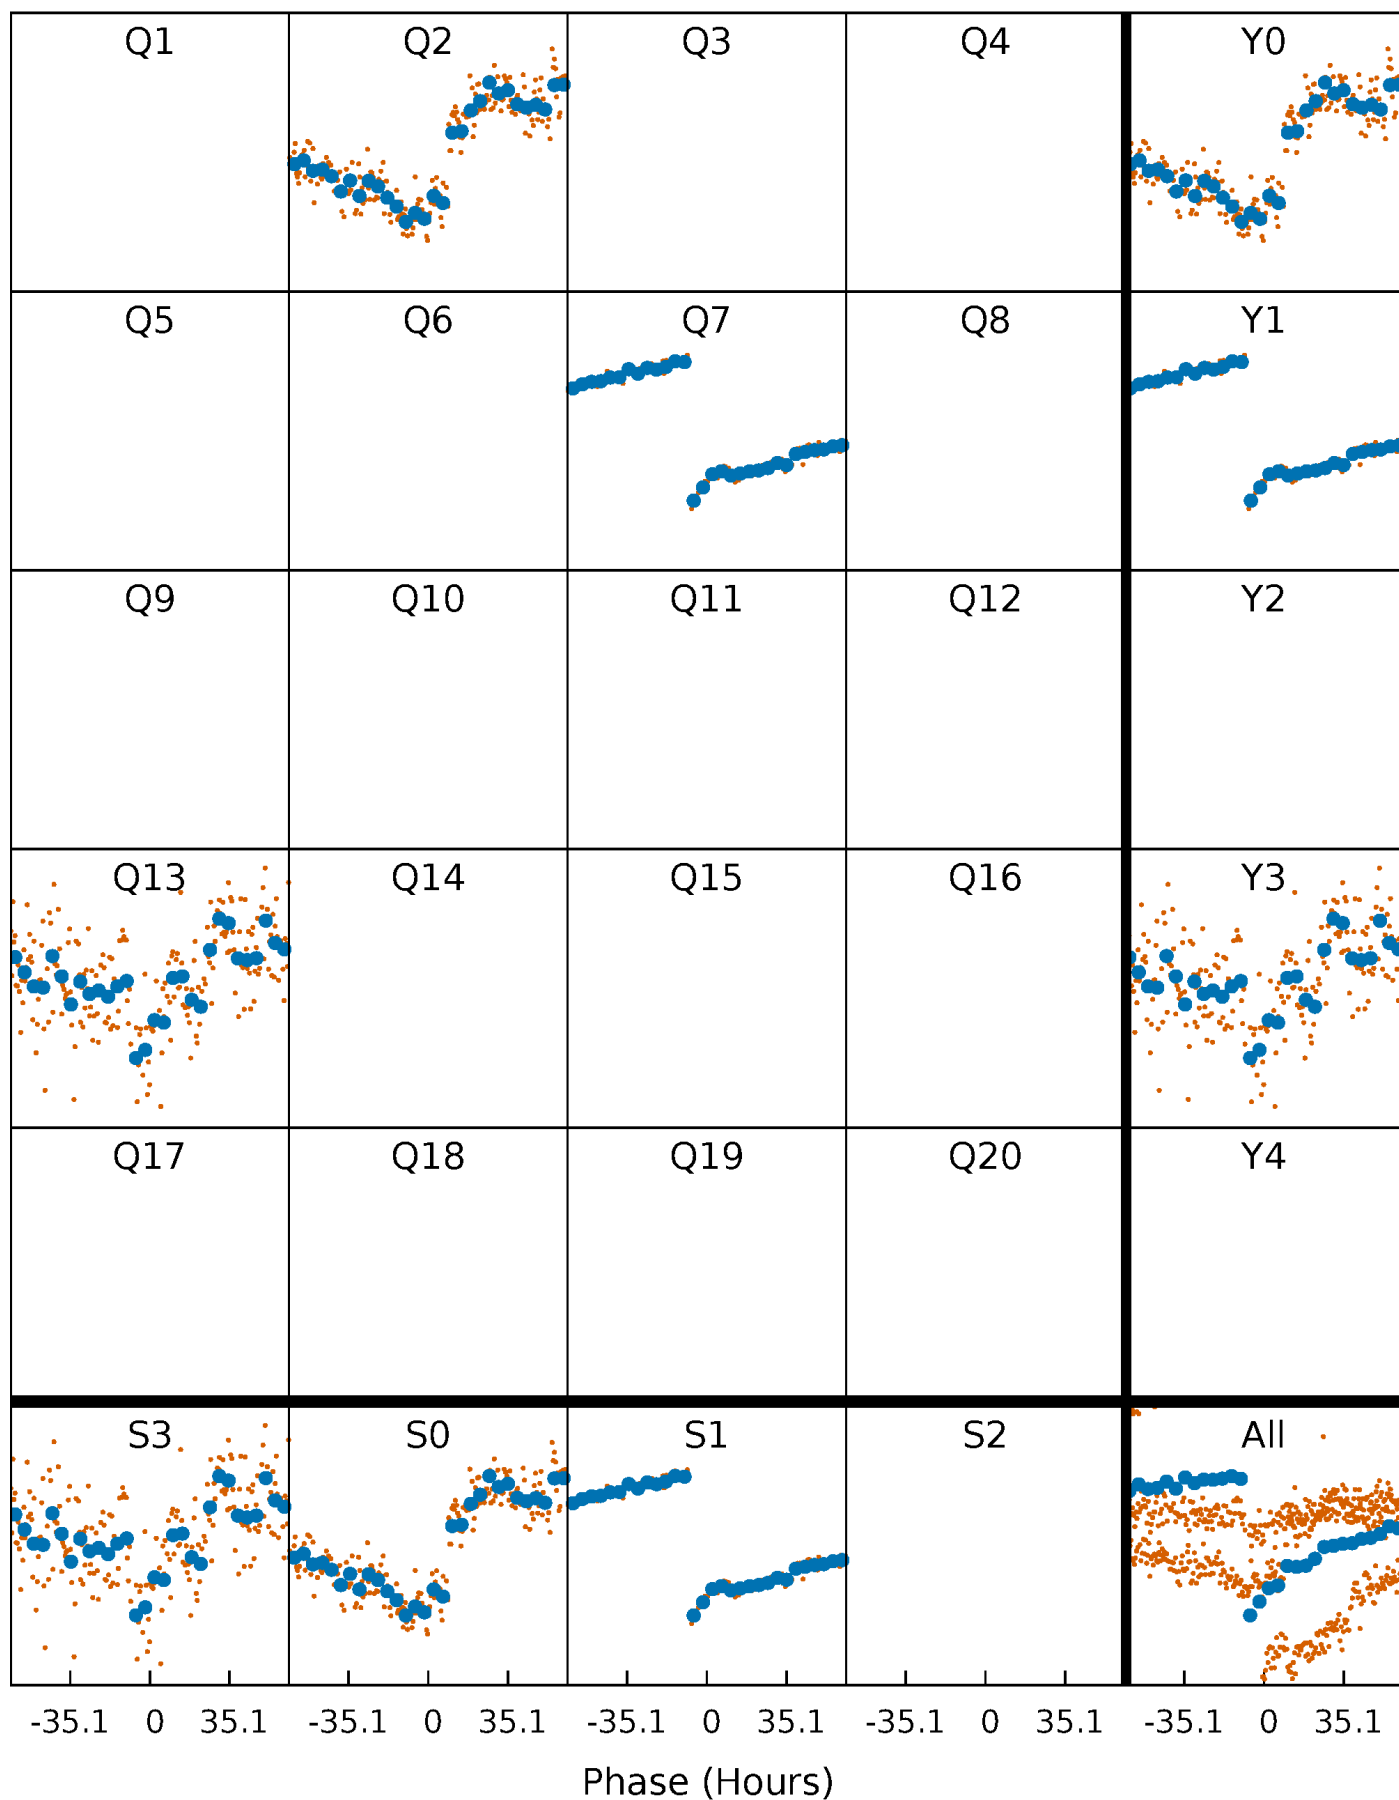 Q1 Q2 Q3 Q4 Y0
Q5 Q6 Q7 Q8 Y1
Q9 Q10 Q11 Q12 Y2
Q13 Q14 Q15 Q16 Y3
Q17 Q18 Q19 Q20 Y4
S3 S0 S1 S2 All
-35.1 0 35.1 -35.1 0 35.1 -35.1 0 35.1 -35.1 0 35.1 -35.1 0 35.1
Phase (Hours)